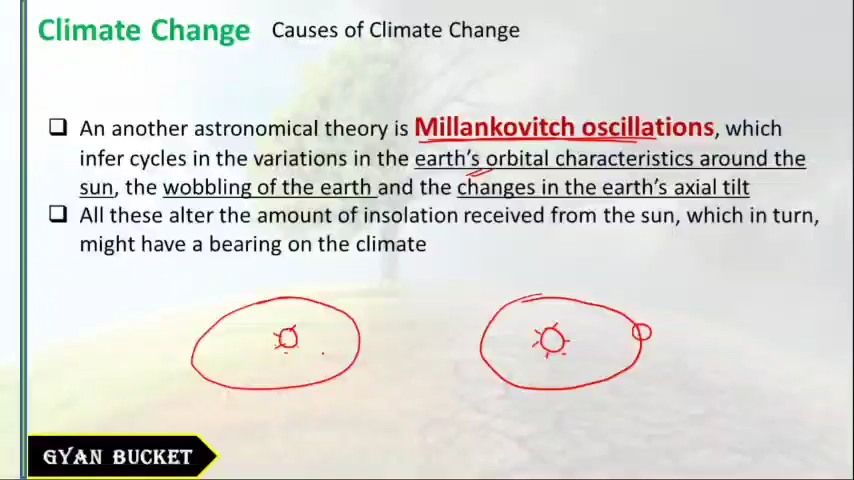 Climate Change Causes of Climate Change
An another astronomical theory is Millankovitch oscillations, which
infer cycles in the variations in the earth's orbital characteristics around the
sun, the wobbling of the earth and the changes in the earth's axial tilt
All these alter the amount of insolation received from the sun, which in turn,
might have a bearing on the climate
GYAN BUCKET